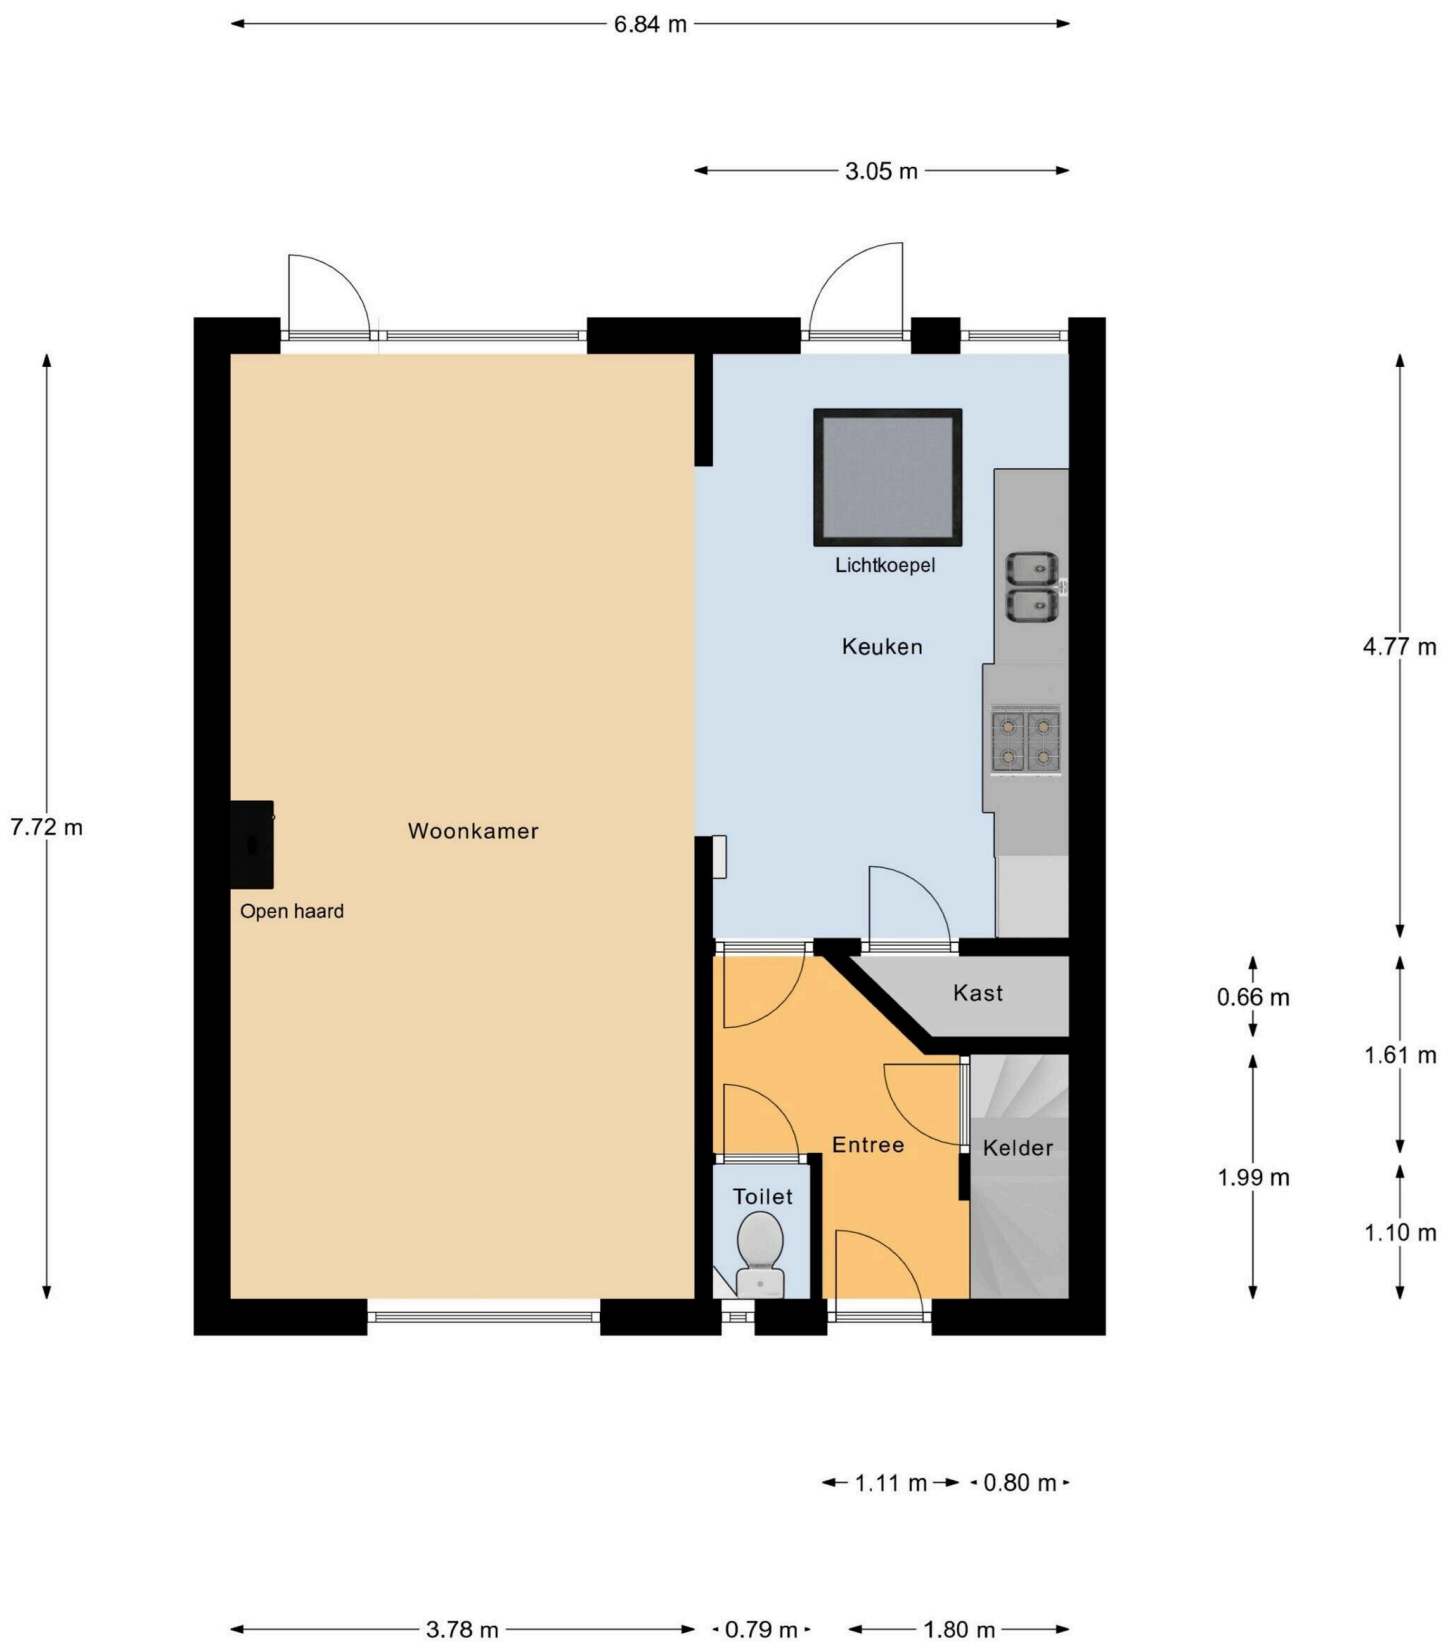 6.84 m
3.05 m
Lichtkoepel
Keuken
4.77 m
7.72 m
Woonkamer
Open haard
Kast
0.66 m
1.61 m
Entree
Kelder
1.99 m
Toilet
1.10 m
1.11 m
0.80 m
3.78 m
0.79 m
1.80 m